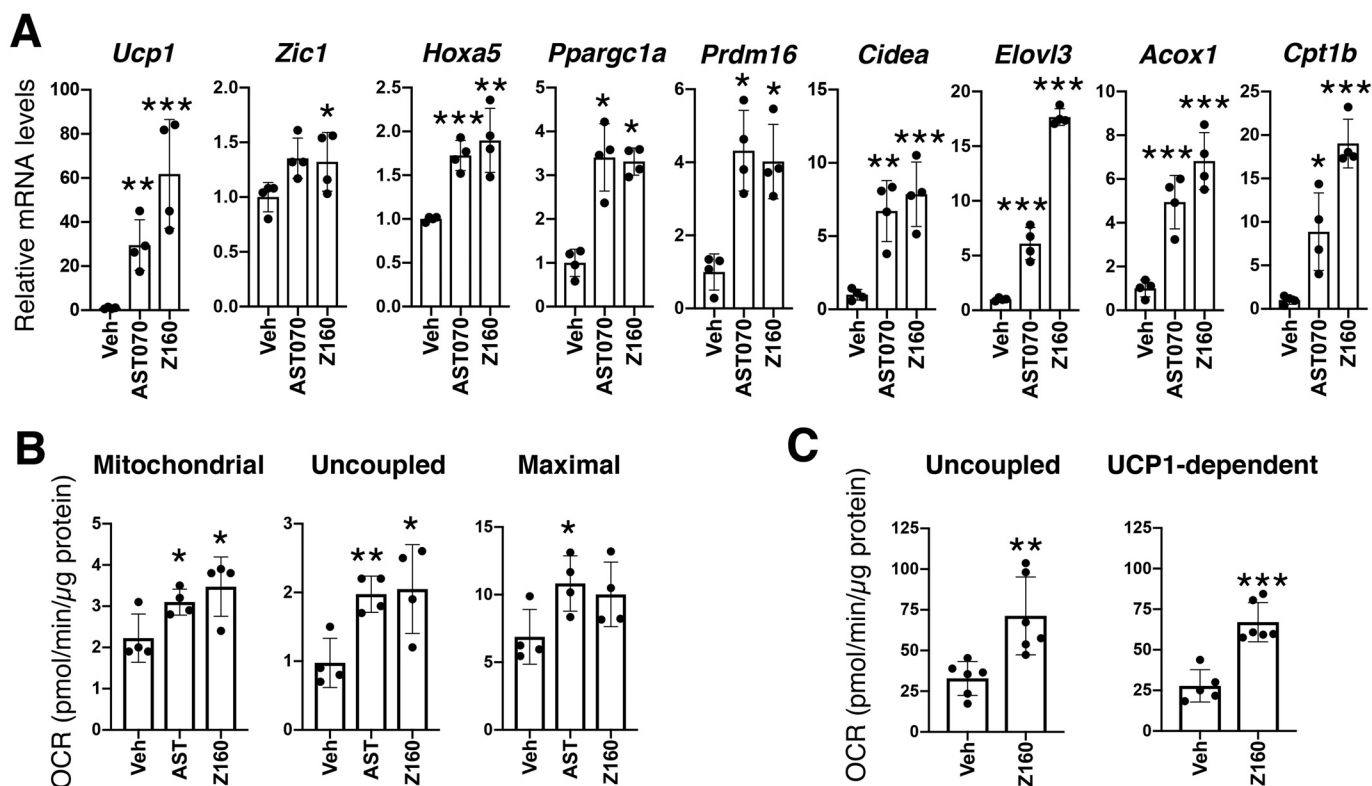 A
Ucp1 Zic1 Hoxa5 Ppargc1a Prdm16 Cidea Elovl3 Acox1 Cpt1b
Relative mRNA levels
100 80 60 40 20 0
** ***
Veh AST070 Z160
2.0 1.5 1.0 0.5 0.0
*
Veh AST070 Z160
2.5 2.0 1.5 1.0 0.5 0.0
*** **
Veh AST070 Z160
5 4 3 2 1 0
* *
Veh AST070 Z160
6 4 2 0
* *
Veh AST070 Z160
15 10 5 0
** ***
Veh AST070 Z160
20 15 10 5 0
*** ***
Veh AST070 Z160
10 8 6 4 2 0
*** ***
Veh AST070 Z160
25 20 15 10 5 0
* ***
Veh AST070 Z160
B
Mitochondrial Uncoupled Maximal
OCR (pmol/min/µg protein)
5 4 3 2 1 0
* *
Veh AST Z160
3 2 1 0
** *
Veh AST Z160
15 10 5 0
*
Veh AST Z160
C
Uncoupled UCP1-dependent
OCR (pmol/min/µg protein)
125 100 75 50 25 0
**
Veh Z160
125 100 75 50 25 0
***
Veh Z160